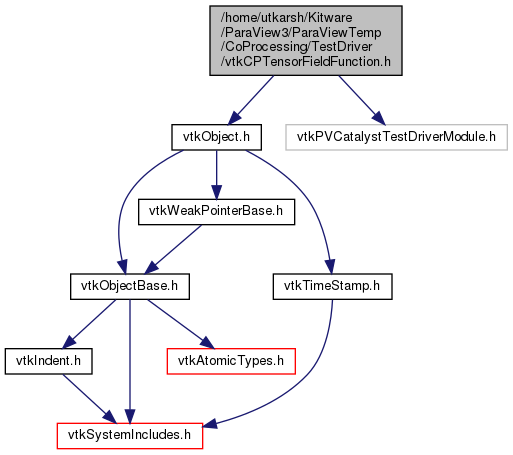 /home/utkarsh/Kitware
/ParaView3/ParaViewTemp
/CoProcessing/TestDriver
/vtkCPTensorFieldFunction.h
vtkObject.h
vtkPVCatalystTestDriverModule.h
vtkWeakPointerBase.h
vtkObjectBase.h
vtkTimeStamp.h
vtkIndent.h
vtkAtomicTypes.h
vtkSystemIncludes.h